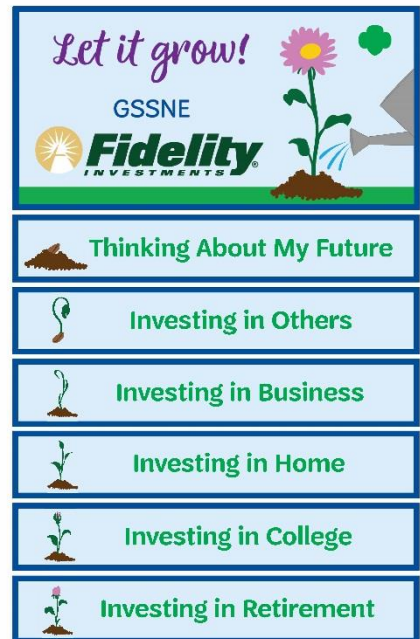 Let it grow!
GSSNE
Fidelity
INVESTMENTS
Thinking About My Future
Investing in Others
Investing in Business
Investing in Home
Investing in College
Investing in Retirement